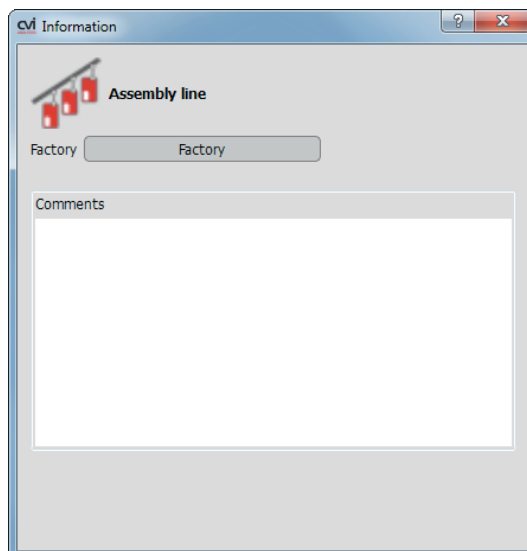 cvi Information
?
Assembly line
Factory Factory
Comments